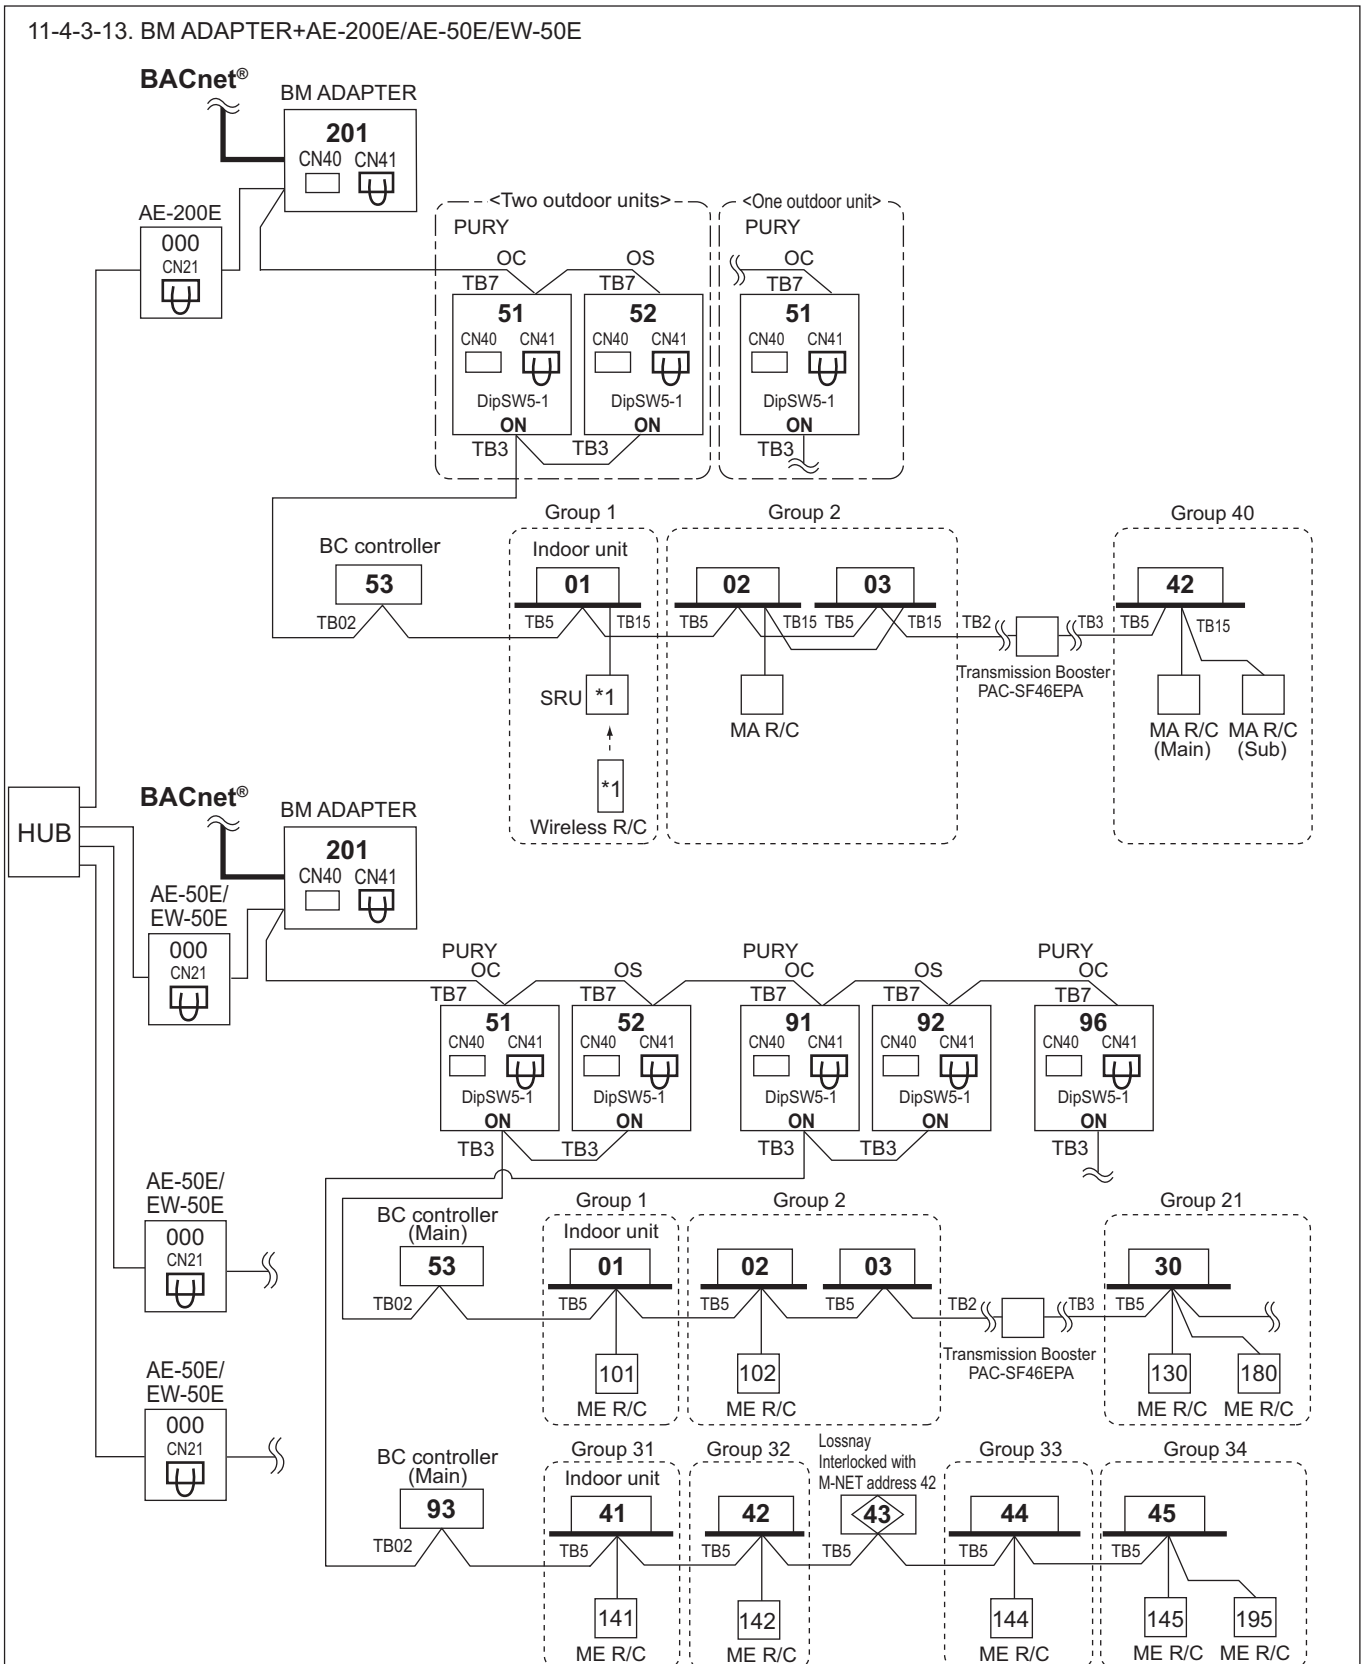 11-4-3-13. BM ADAPTER+AE-200E/AE-50E/EW-50E
BACnet®
BM ADAPTER
201
CN40 CN41
AE-200E
000
CN21
<Two outdoor units>
<One outdoor unit>
PURY
PURY
OC
OS
OC
TB7
TB7
TB7
51
52
51
CN40 CN41
CN40 CN41
CN40 CN41
DipSW5-1
DipSW5-1
DipSW5-1
ON
ON
ON
TB3
TB3
TB3
Group 1
Group 2
Group 40
BC controller
Indoor unit
53
01
02
03
42
TB02
TB5
TB15
TB5
TB15
TB5
TB15
TB2
TB3
TB5
TB15
Transmission Booster
PAC-SF46EPA
SRU
*1
MA R/C
MA R/C
(Main)
MA R/C
(Sub)
*1
Wireless R/C
HUB
BACnet®
BM ADAPTER
201
CN40 CN41
AE-50E/
EW-50E
000
CN21
PURY
PURY
PURY
OC
OS
OC
OS
OC
TB7
TB7
TB7
TB7
TB7
51
52
91
92
96
CN40 CN41
CN40 CN41
CN40 CN41
CN40 CN41
CN40 CN41
DipSW5-1
DipSW5-1
DipSW5-1
DipSW5-1
DipSW5-1
ON
ON
ON
ON
ON
TB3
TB3
TB3
TB3
TB3
AE-50E/
EW-50E
000
CN21
BC controller
(Main)
Group 1
Group 2
Group 21
Indoor unit
53
01
02
03
30
TB02
TB5
TB5
TB5
TB2
TB3
TB5
Transmission Booster
PAC-SF46EPA
101
102
130
180
ME R/C
ME R/C
ME R/C
ME R/C
AE-50E/
EW-50E
000
CN21
BC controller
(Main)
Group 31
Group 32
Lossnay
Interlocked with
M-NET address 42
Group 33
Group 34
Indoor unit
93
41
42
43
44
45
TB02
TB5
TB5
TB5
TB5
TB5
141
142
144
145
195
ME R/C
ME R/C
ME R/C
ME R/C
ME R/C